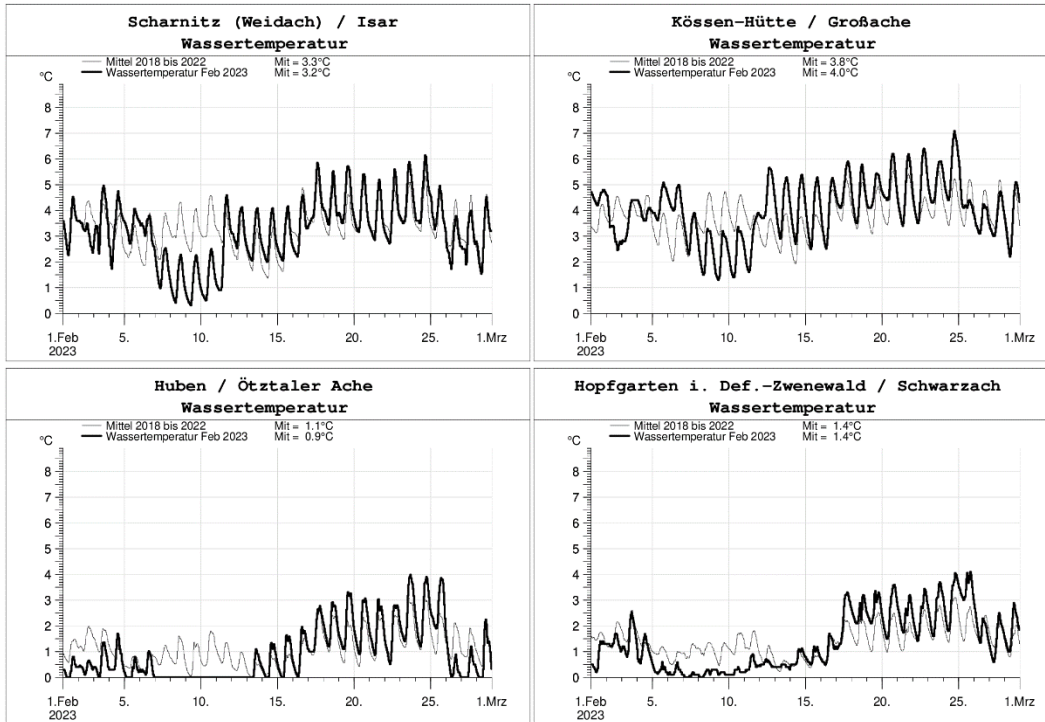 Scharnitz (Weidach) / Isar
Wassertemperatur
Mittel 2018 bis 2022 Mit = 3.3°C
Wassertemperatur Feb 2023 Mit = 3.2°C
°C
8
7
6
5
4
3
2
1
0
1.Feb 5. 10. 15. 20. 25. 1.Mrz
2023
Kössen-Hütte / Großache
Wassertemperatur
Mittel 2018 bis 2022 Mit = 3.8°C
Wassertemperatur Feb 2023 Mit = 4.0°C
°C
8
7
6
5
4
3
2
1
0
1.Feb 5. 10. 15. 20. 25. 1.Mrz
2023
Huben / Ötztaler Ache
Wassertemperatur
Mittel 2018 bis 2022 Mit = 1.1°C
Wassertemperatur Feb 2023 Mit = 0.9°C
°C
8
7
6
5
4
3
2
1
0
1.Feb 5. 10. 15. 20. 25. 1.Mrz
2023
Hopfgarten i. Def.-Zwenewald / Schwarzach
Wassertemperatur
Mittel 2018 bis 2022 Mit = 1.4°C
Wassertemperatur Feb 2023 Mit = 1.4°C
°C
8
7
6
5
4
3
2
1
0
1.Feb 5. 10. 15. 20. 25. 1.Mrz
2023